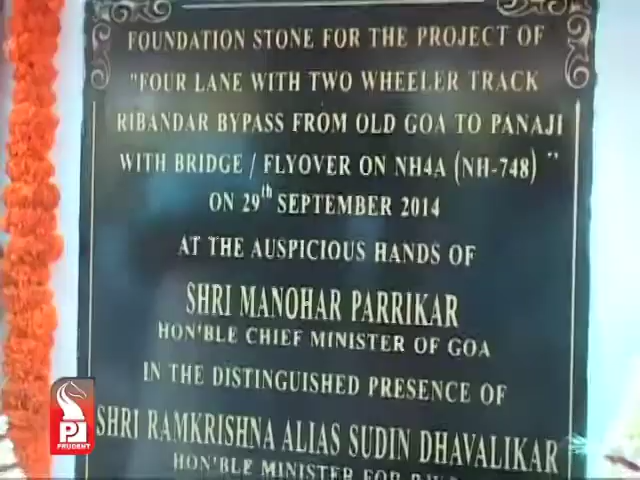 FOUNDATION STONE FOR THE PROJECT OF
"FOUR LANE WITH TWO WHEELER TRACK
RIBANDAR BYPASS FROM OLD GOA TO PANAJI
WITH BRIDGE / FLYOVER ON NH4A (NH-748) "
ON 29th SEPTEMBER 2014
AT THE AUSPICIOUS HANDS OF
SHRI MANOHAR PARRIKAR
HON'BLE CHIEF MINISTER OF GOA
IN THE DISTINGUISHED PRESENCE OF
SHRI RAMKRISHNA ALIAS SUDIN DHAVALIKAR
HON'BLE MINISTER FOR
PRUDENT